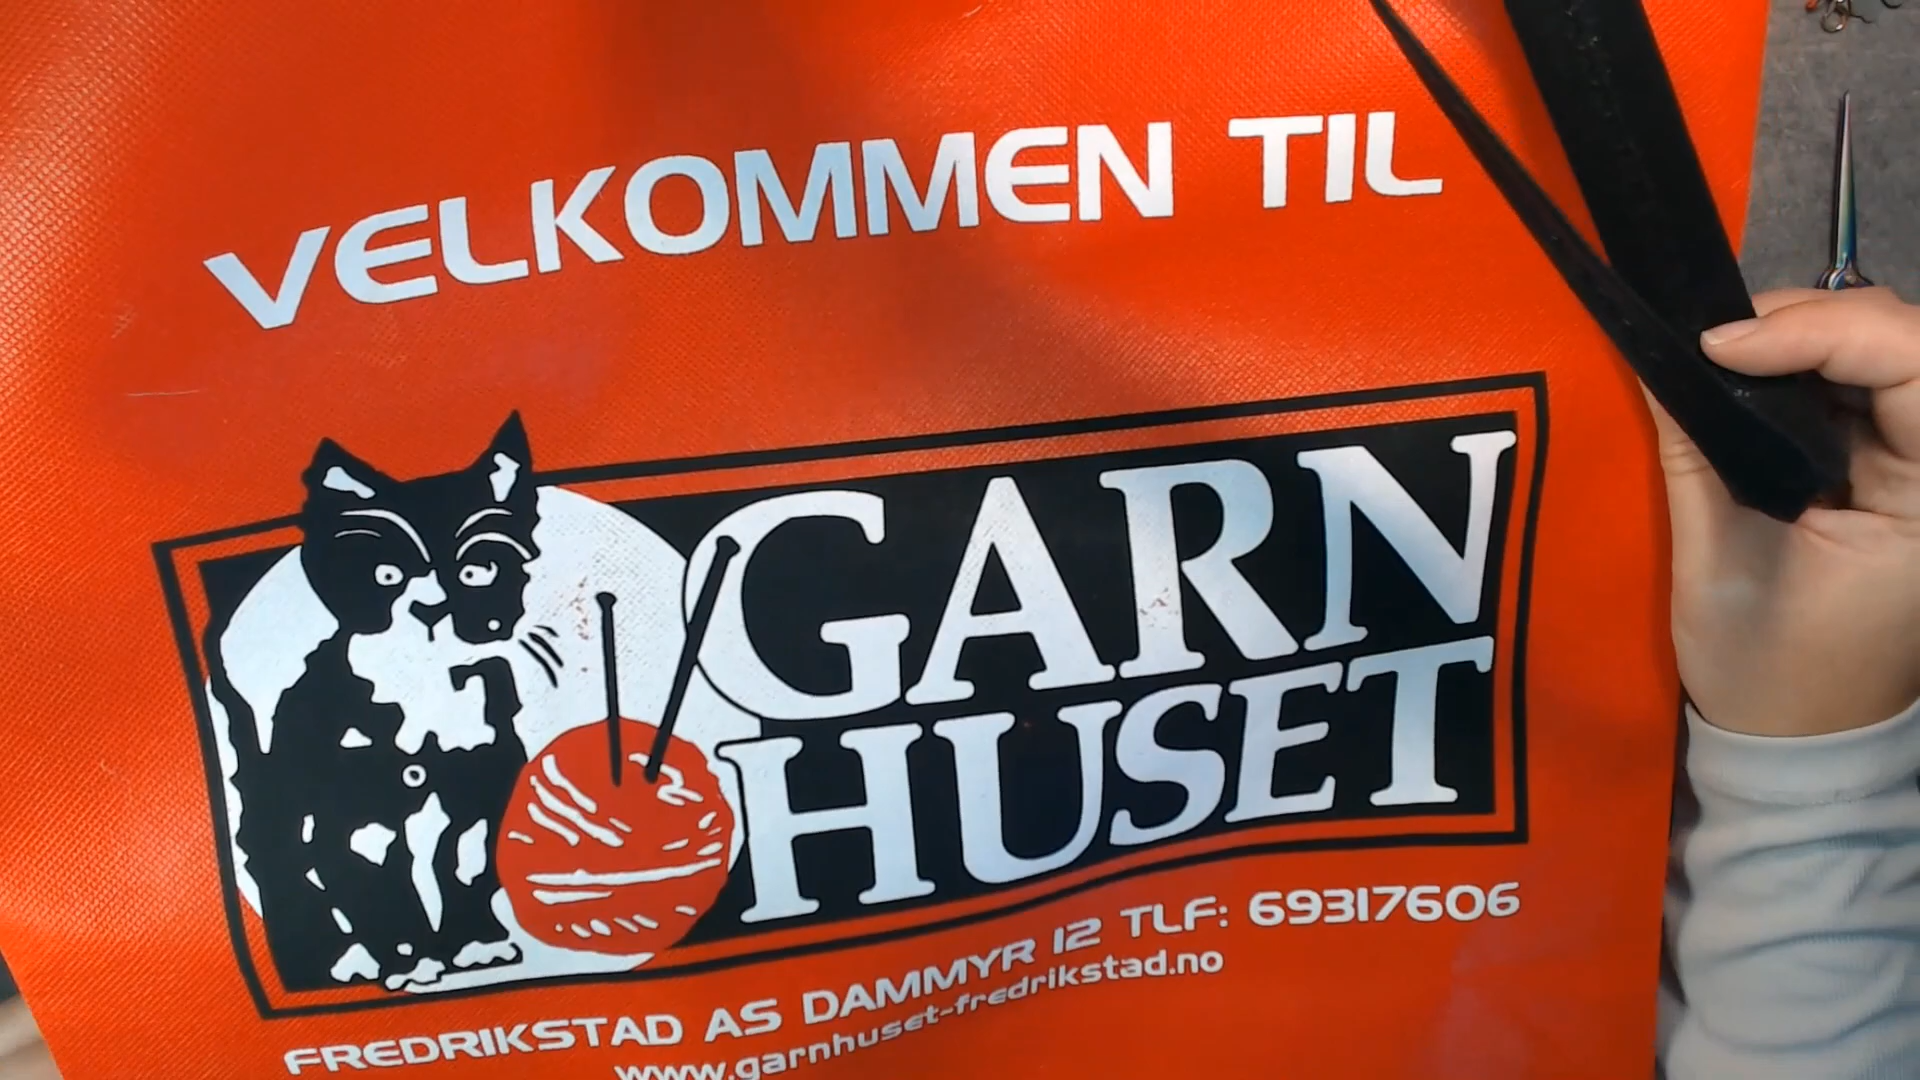 VELKOMMEN TIL
GARN
HUSET
FREDRIKSTAD AS DAMMYR 12 TLF: 69317606
www.garnhuset-fredrikstad.no